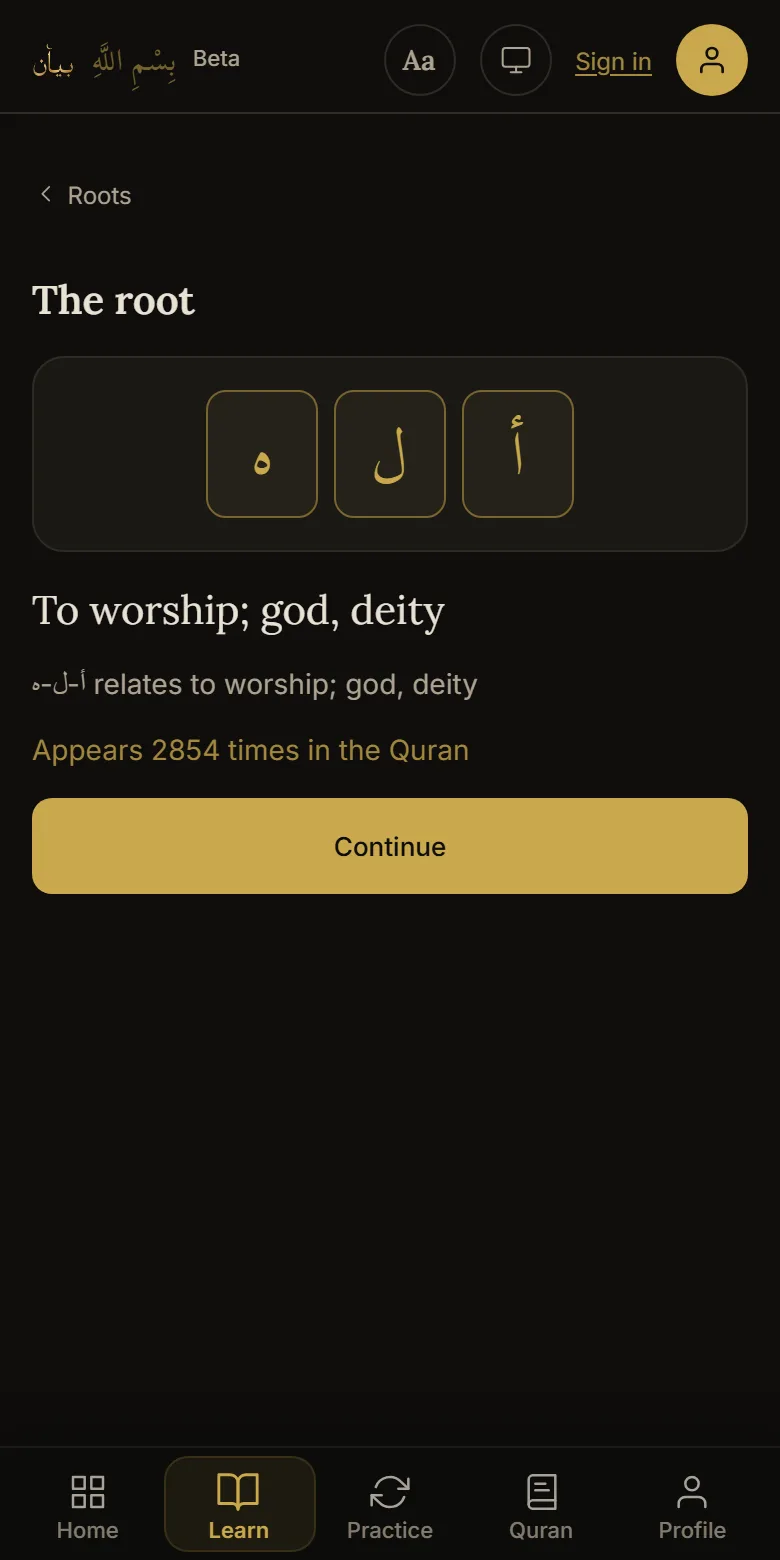 بيان بِسْمِ اللَّهِ Beta Aa Sign in
Roots
The root
أ ل ه
To worship; god, deity
أ-ل-ه relates to worship; god, deity
Appears 2854 times in the Quran
Continue
Home Learn Practice Quran Profile